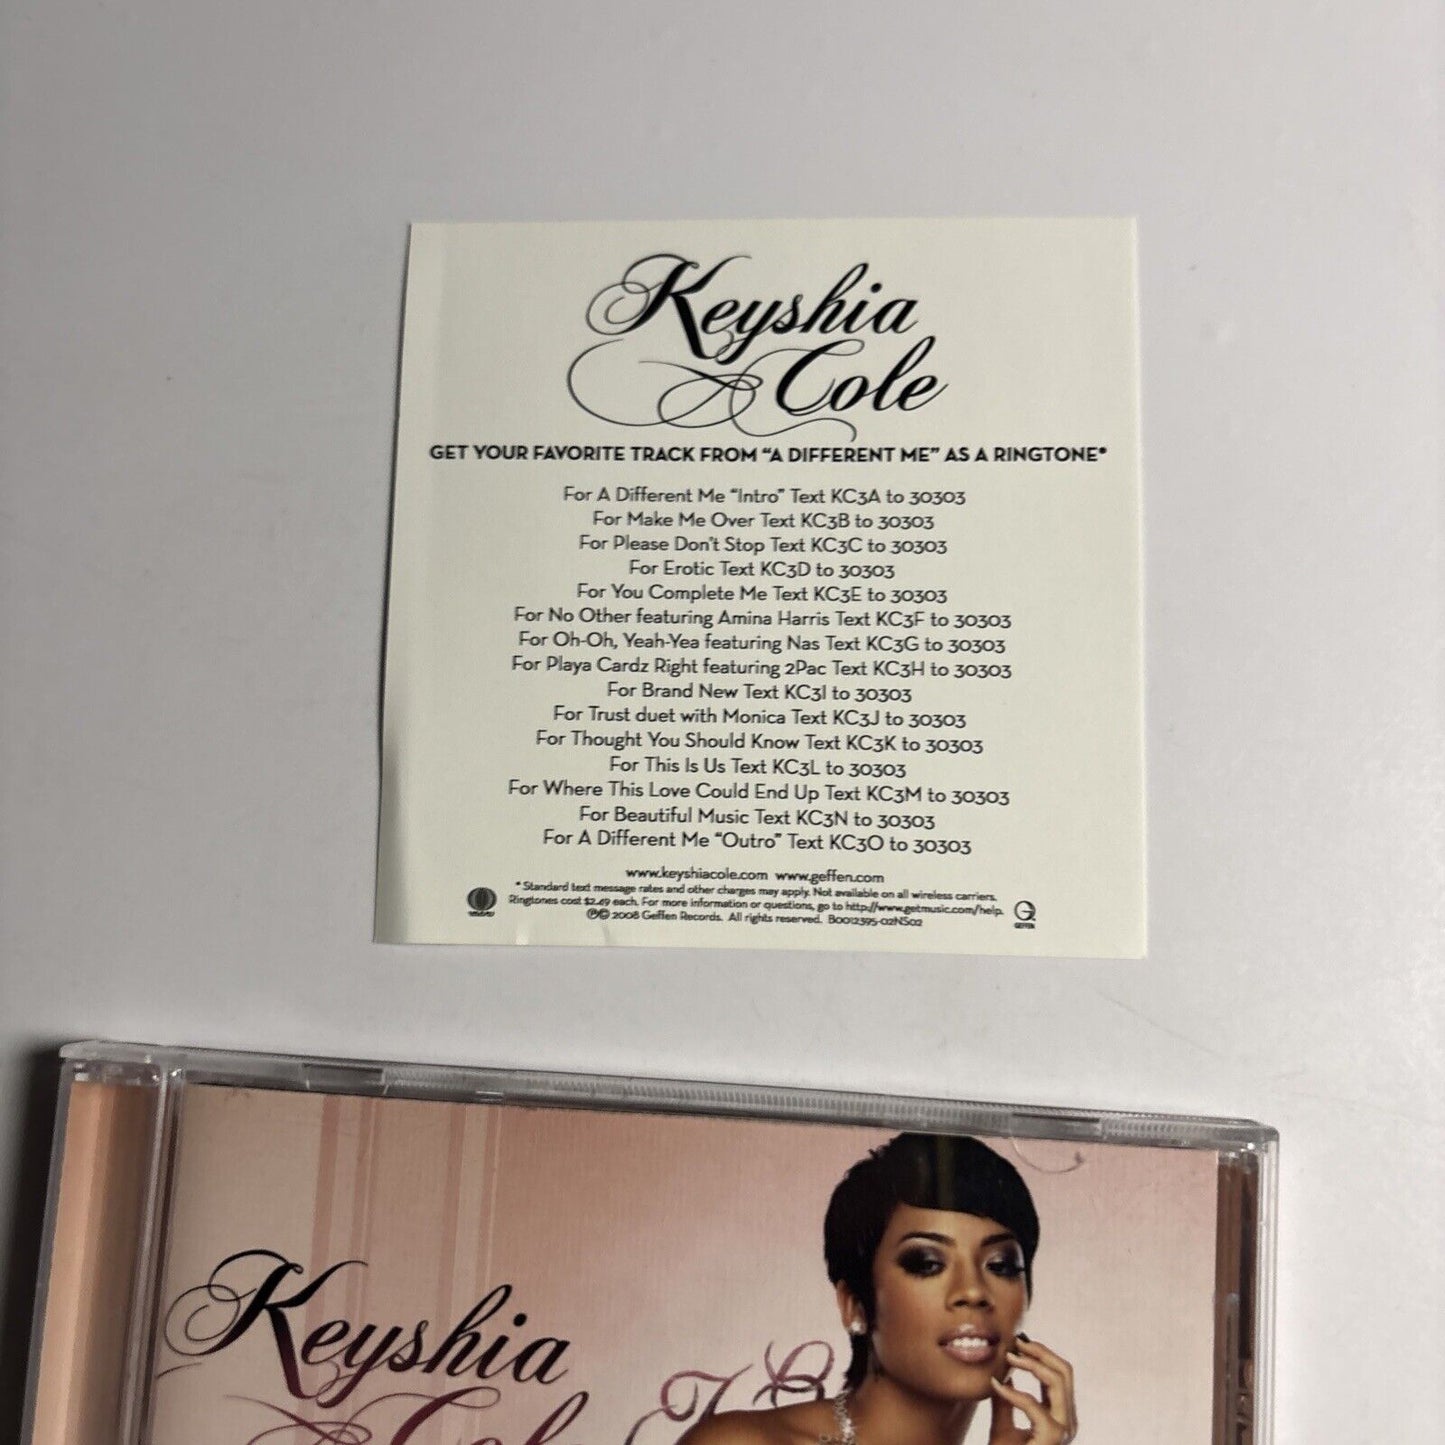 Keyshia
Cole
GET YOUR FAVORITE TRACK FROM "A DIFFERENT ME" AS A RINGTONE*
For A Different Me "Intro" Text KC3A to 30303
For Make Me Over Text KC3B to 30303
For Please Don't Stop Text KC3C to 30303
For Erotic Text KC3D to 30303
For You Complete Me Text KC3E to 30303
For No Other featuring Amina Harris Text KC3F to 30303
For Oh-Oh, Yeah-Yea featuring Nas Text KC3G to 30303
For Playa Cardz Right featuring 2Pac Text KC3H to 30303
For Brand New Text KC3I to 30303
For Trust duet with Monica Text KC3J to 30303
For Thought You Should Know Text KC3K to 30303
For This Is Us Text KC3L to 30303
For Where This Love Could End Up Text KC3M to 30303
For Beautiful Music Text KC3N to 30303
For A Different Me "Outro" Text KC3O to 30303
www.keyshiacole.com www.geffen.com
* Standard text message rates and other charges may apply. Not available on all wireless carriers.
Ringtones cost $2.49 each. For more information or questions, go to http://www.getmusic.com/help.
℗© 2008 Geffen Records. All rights reserved. B0012395-02NS02
GEFFEN
Keyshia
Cole